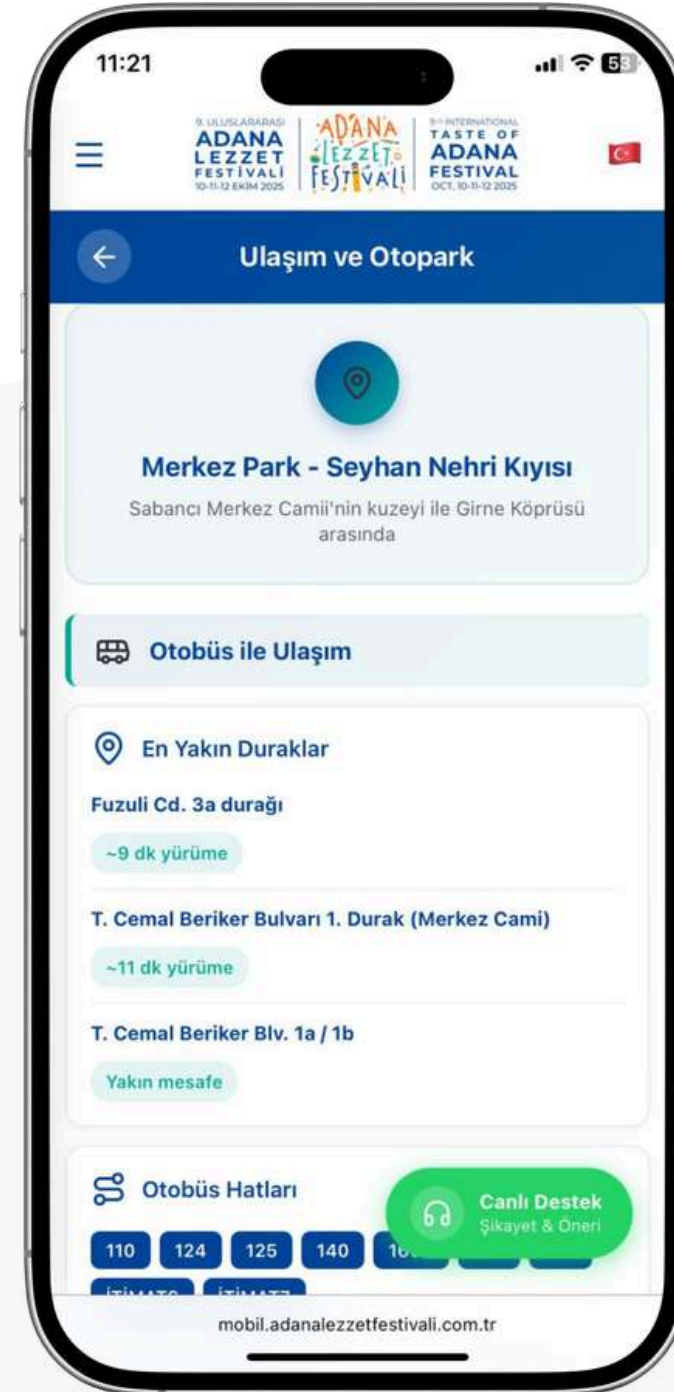 11:21
53
9. ULUSLARARASI
ADANA
LEZZET
FESTİVALİ
10-11-12 EKİM 2025
ADANA
LEZZET
FESTİVALİ
9TH INTERNATIONAL
TASTE OF
ADANA
FESTIVAL
OCT. 10-11-12 2025
Ulaşım ve Otopark
Merkez Park - Seyhan Nehri Kıyısı
Sabancı Merkez Camii'nin kuzeyi ile Girne Köprüsü
arasında
Otobüs ile Ulaşım
En Yakın Duraklar
Fuzuli Cd. 3a durağı
~9 dk yürüme
T. Cemal Beriker Bulvarı 1. Durak (Merkez Cami)
~11 dk yürüme
T. Cemal Beriker Blv. 1a / 1b
Yakın mesafe
Otobüs Hatları
Canlı Destek
Şikayet & Öneri
110 124 125 140
mobil.adanalezzetfestivali.com.tr